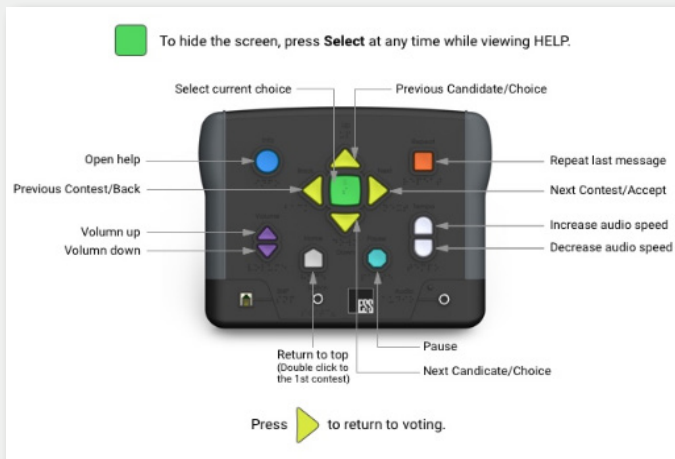 To hide the screen, press Select at any time while viewing HELP.
Select current choice
Previous Candidate/Choice
Open help
Repeat last message
Previous Contest/Back
Next Contest/Accept
Volumn up
Increase audio speed
Volumn down
Decrease audio speed
Return to top
(Double click to
the 1st contest)
Pause
Next Candicate/Choice
Press to return to voting.